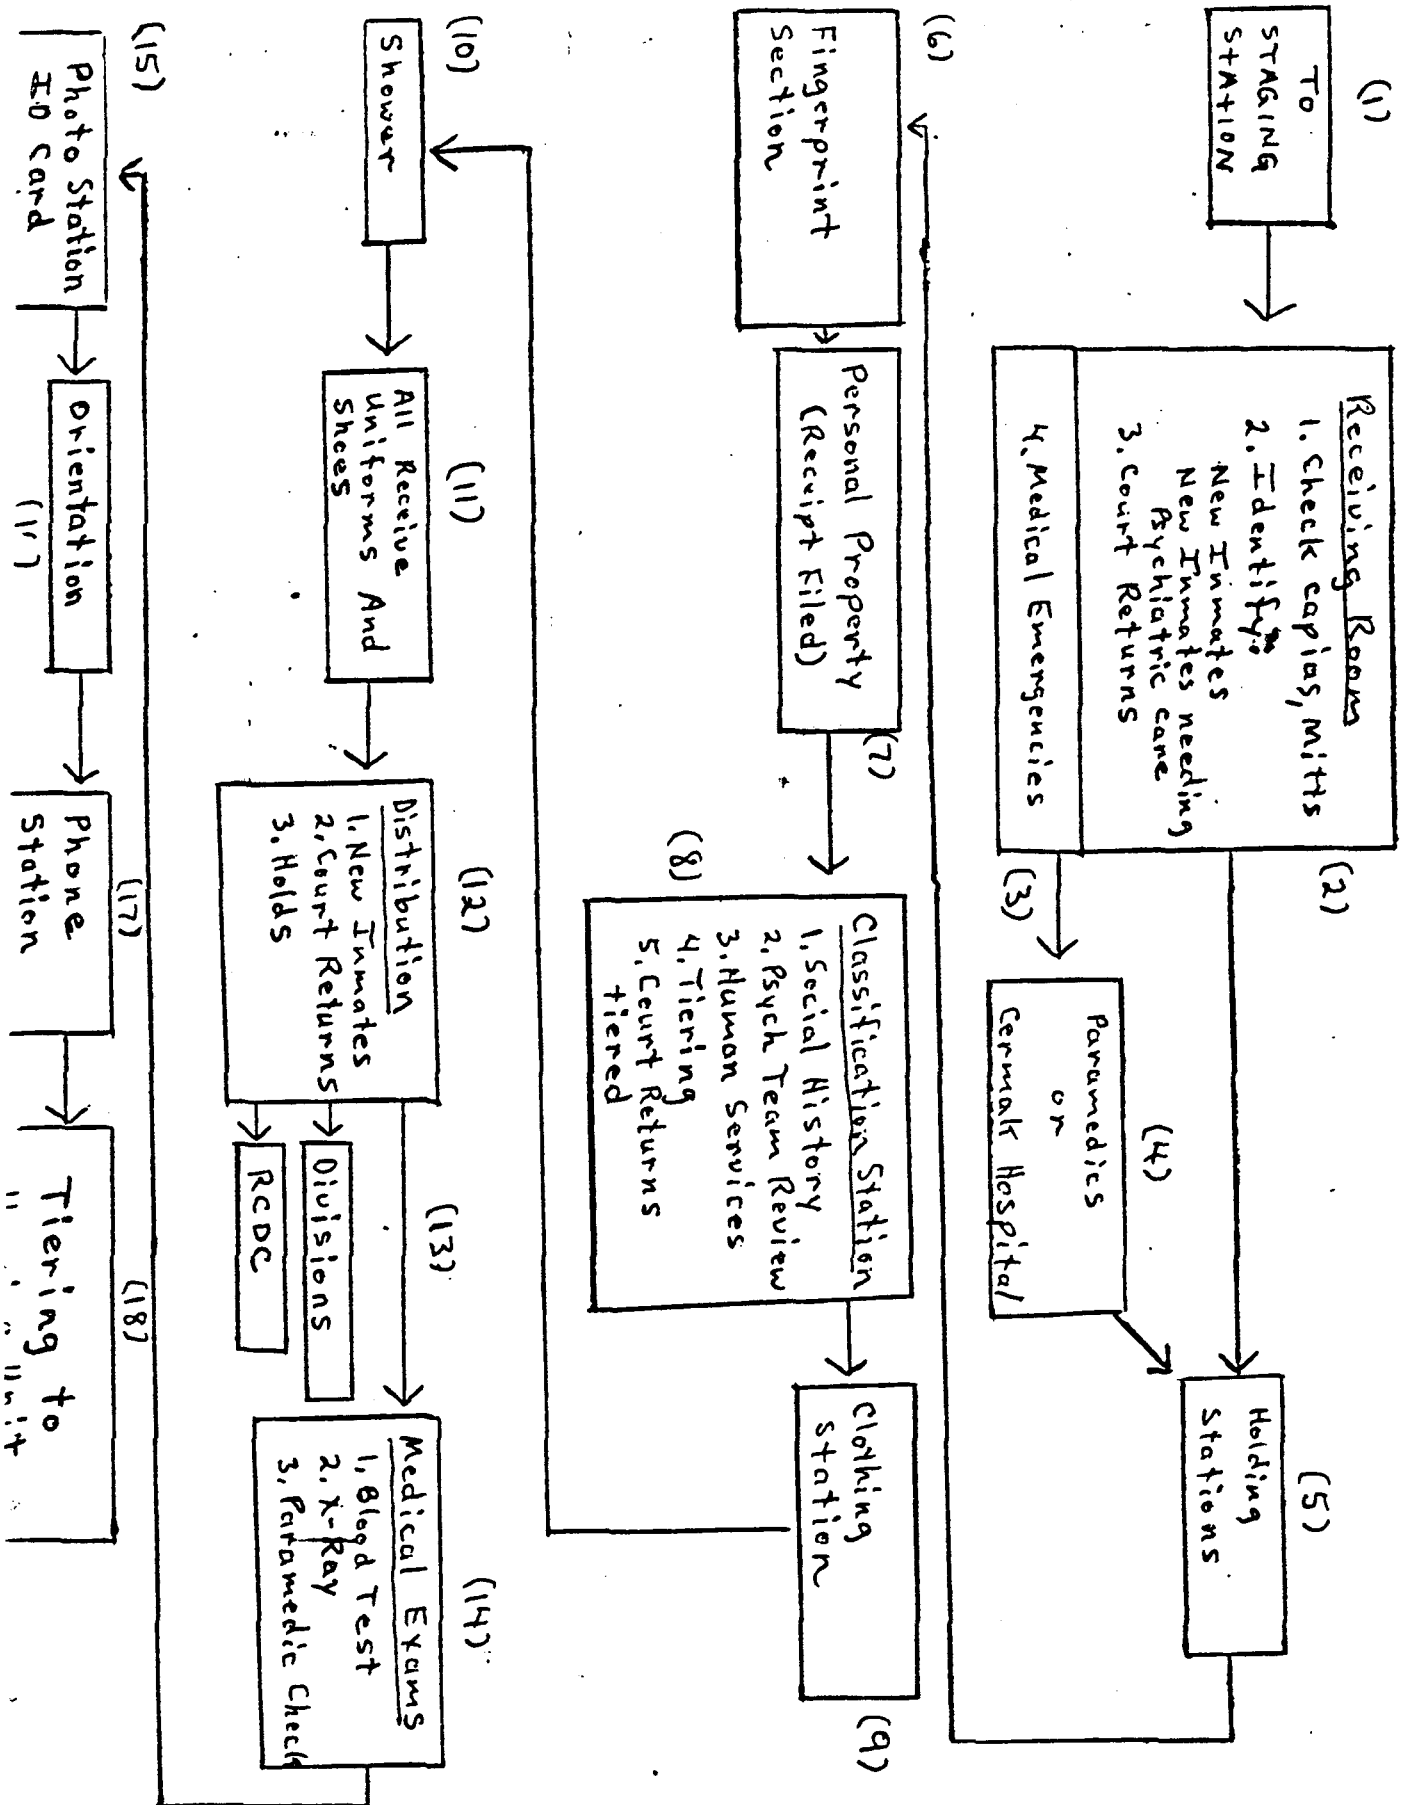 (1)
To
STAGING
StAtION
Receiving Room
1. Check capias, Mitts
2. Identify:
New Inmates
New Inmates needing
Psychiatric care
3. Court Returns
4. Medical Emergencies
(2)
(3)
(4)
Paramedics
or
Cermak Hospital
(5)
Holding
Stations
(6)
Fingerprint
Section
Personal Property
(Receipt Filed)
(7)
(8)
Classification Station
1. Social History
2. Psych Team Review
3. Human Services
4. Tiering
5. Court Returns
tiered
Clothing
Station
(9)
(10)
Shower
(11)
All Receive
Uniforms And
Shoes
(12)
Distribution
1. New Inmates
2. Court Returns
3. Holds
(13)
Divisions
RCDC
(14)
Medical Exams
1. Blood Test
2. X-Ray
3. Paramedic Check
(15)
Photo Station
ID Card
Orientation
(17)
Phone
Station
(18)
Tiering to
Unit